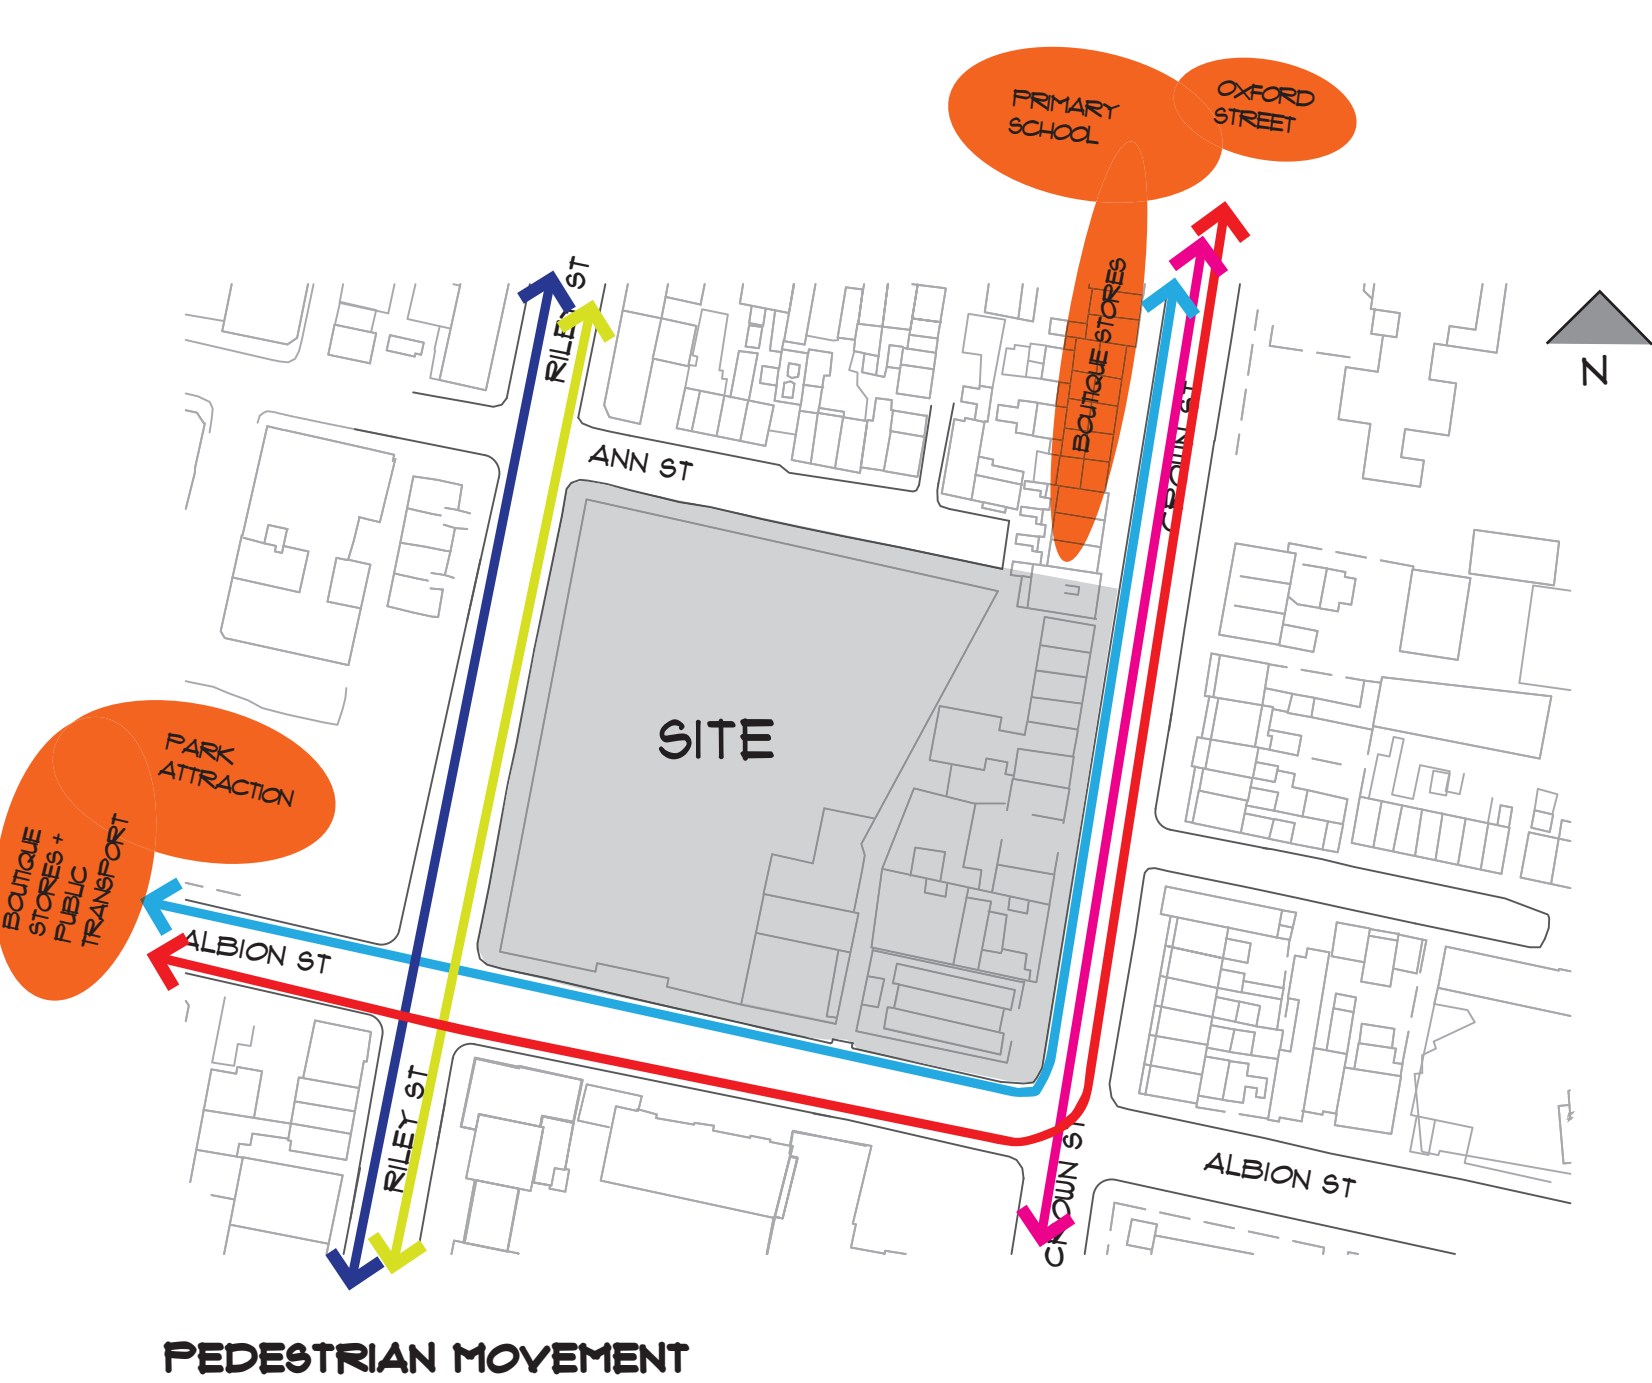 PRIMARY
SCHOOL
OXFORD
STREET
RILEY ST
BOUTIQUE STORES
N
CROWN ST
ANN ST
SITE
PARK
ATTRACTION
BOUTIQUE
STORES +
PUBLIC
TRANSPORT
ALBION ST
RILEY ST
CROWN ST
ALBION ST
PEDESTRIAN MOVEMENT